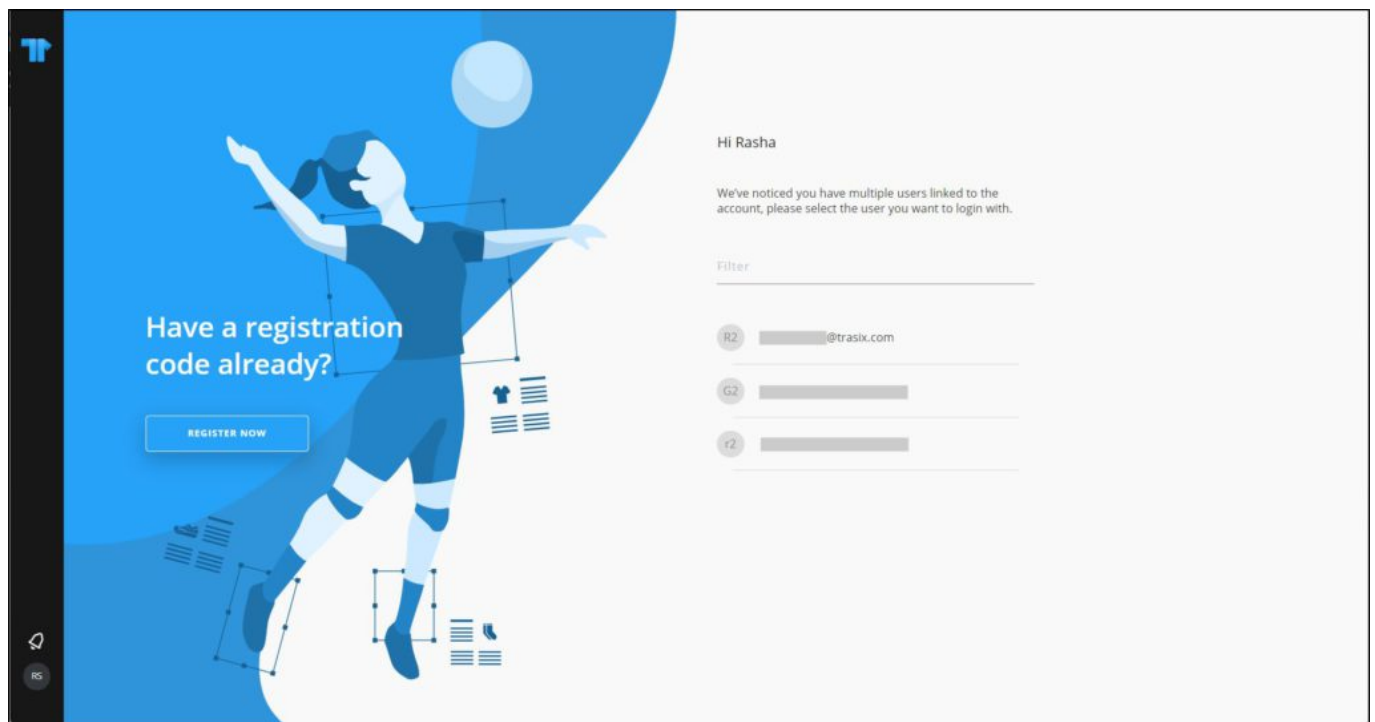 Have a registration
code already?
REGISTER NOW
RS
Hi Rasha
We've noticed you have multiple users linked to the
account, please select the user you want to login with.
Filter
R2 @trasix.com
G2
r2